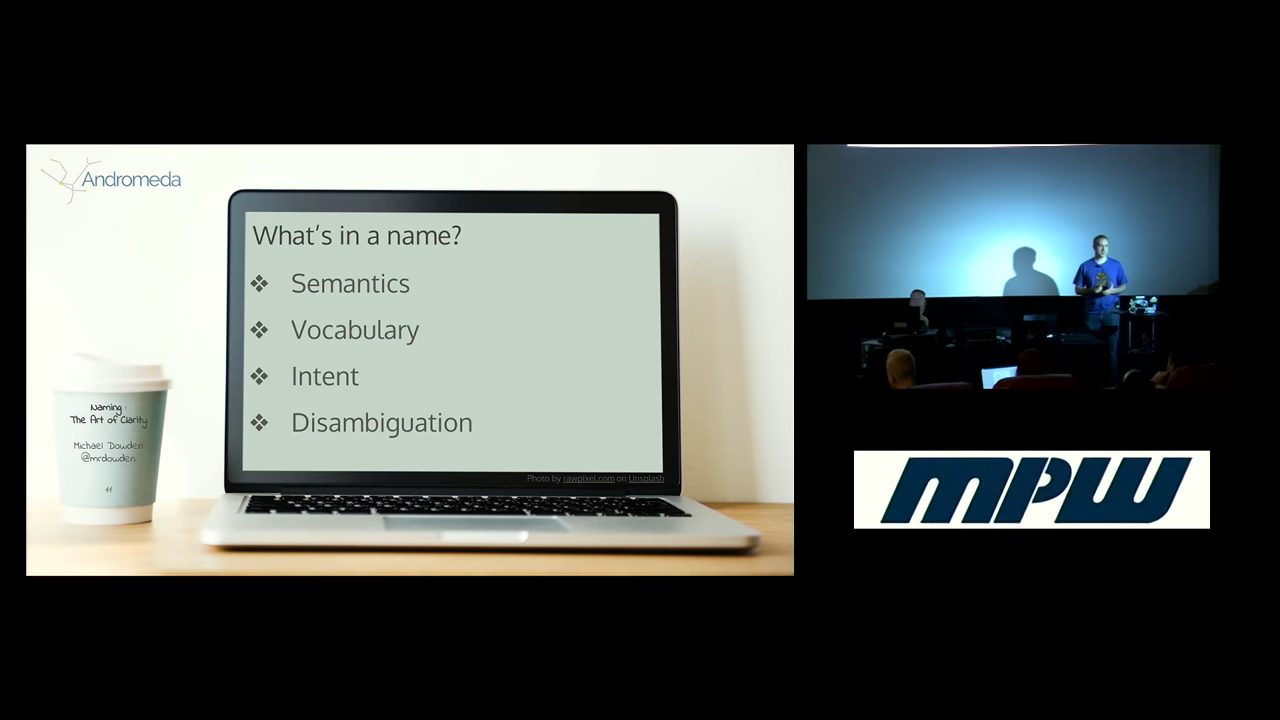 Andromeda
What's in a name?
❖ Semantics
❖ Vocabulary
❖ Intent
❖ Disambiguation
Photo by rawpixel.com on Unsplash
Naming :
The Art of Clarity
Michael Dowden
@mrdowden
11
MPW